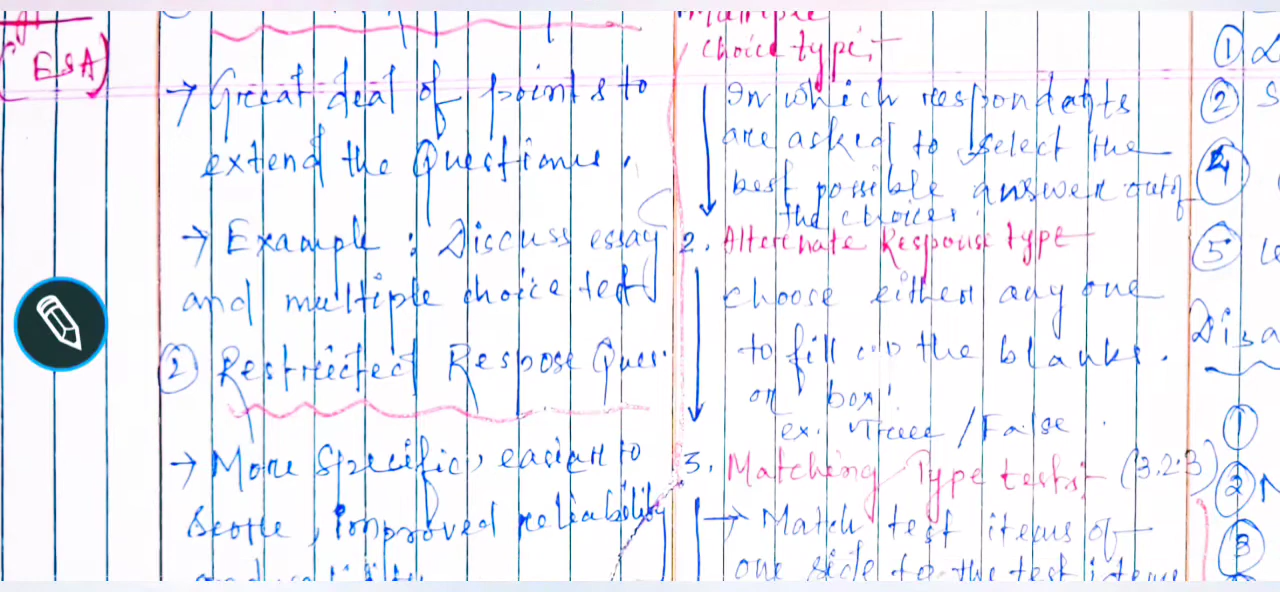 ESA)
→ Great deal of points to
extend the Questions.
→ Example : Discuss essay
and multiple choice test
② Restricted Respose Ques.
→ More specific, easier to
score, improved reliability
Multiple
choice type:-
In which respondants
are asked to select the
best possible answer out of
the choices.
2. Alternate Response type
choose either any one
to fill up the blanks.
or box'
ex. True / False
3. Matching Type tests:- (3.2.3)
→ Match test items of
one side to the test items
①
② S
④
⑤
Disa
①
② N
③